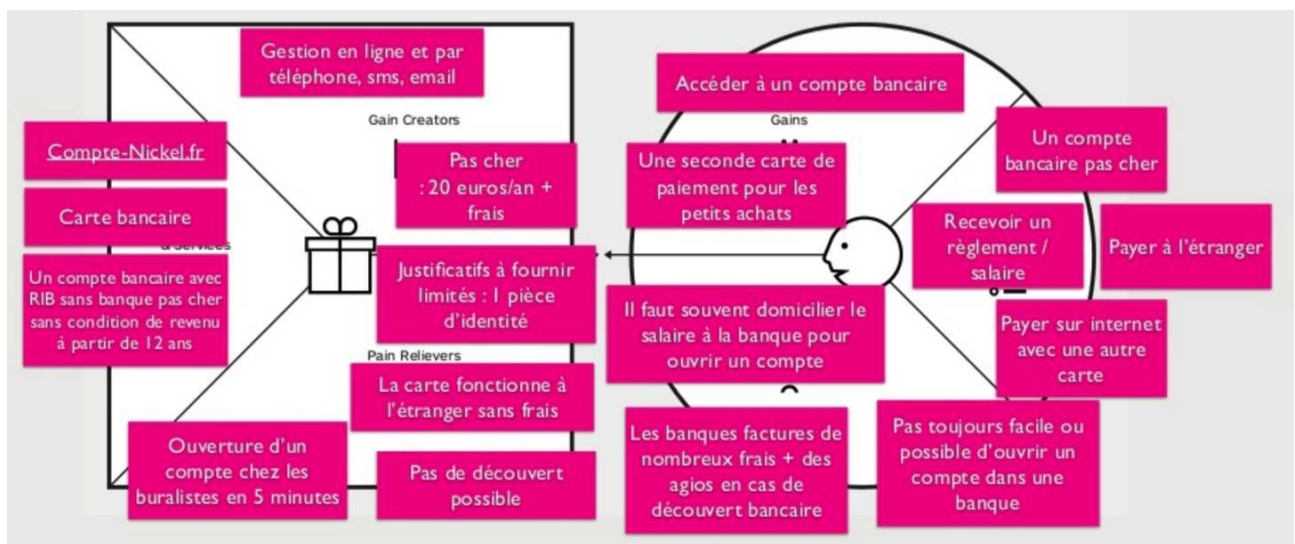 Gestion en ligne et par
téléphone, sms, email
Gain Creators
Compte-Nickel.fr
Carte bancaire
& Services
Un compte bancaire avec
RIB sans banque pas cher
sans condition de revenu
à partir de 12 ans
Pas cher
: 20 euros/an +
frais
Justificatifs à fournir
limités : 1 pièce
d'identité
Pain Relievers
La carte fonctionne à
l'étranger sans frais
Ouverture d'un
compte chez les
buralistes en 5 minutes
Pas de découvert
possible
Accéder à un compte bancaire
Gains
Une seconde carte de
paiement pour les
petits achats
Un compte
bancaire pas cher
Recevoir un
règlement /
salaire
Payer à l'étranger
Il faut souvent domicilier le
salaire à la banque pour
ouvrir un compte
Payer sur internet
avec une autre
carte
Les banques factures de
nombreux frais + des
agios en cas de
découvert bancaire
Pas toujours facile ou
possible d'ouvrir un
compte dans une
banque